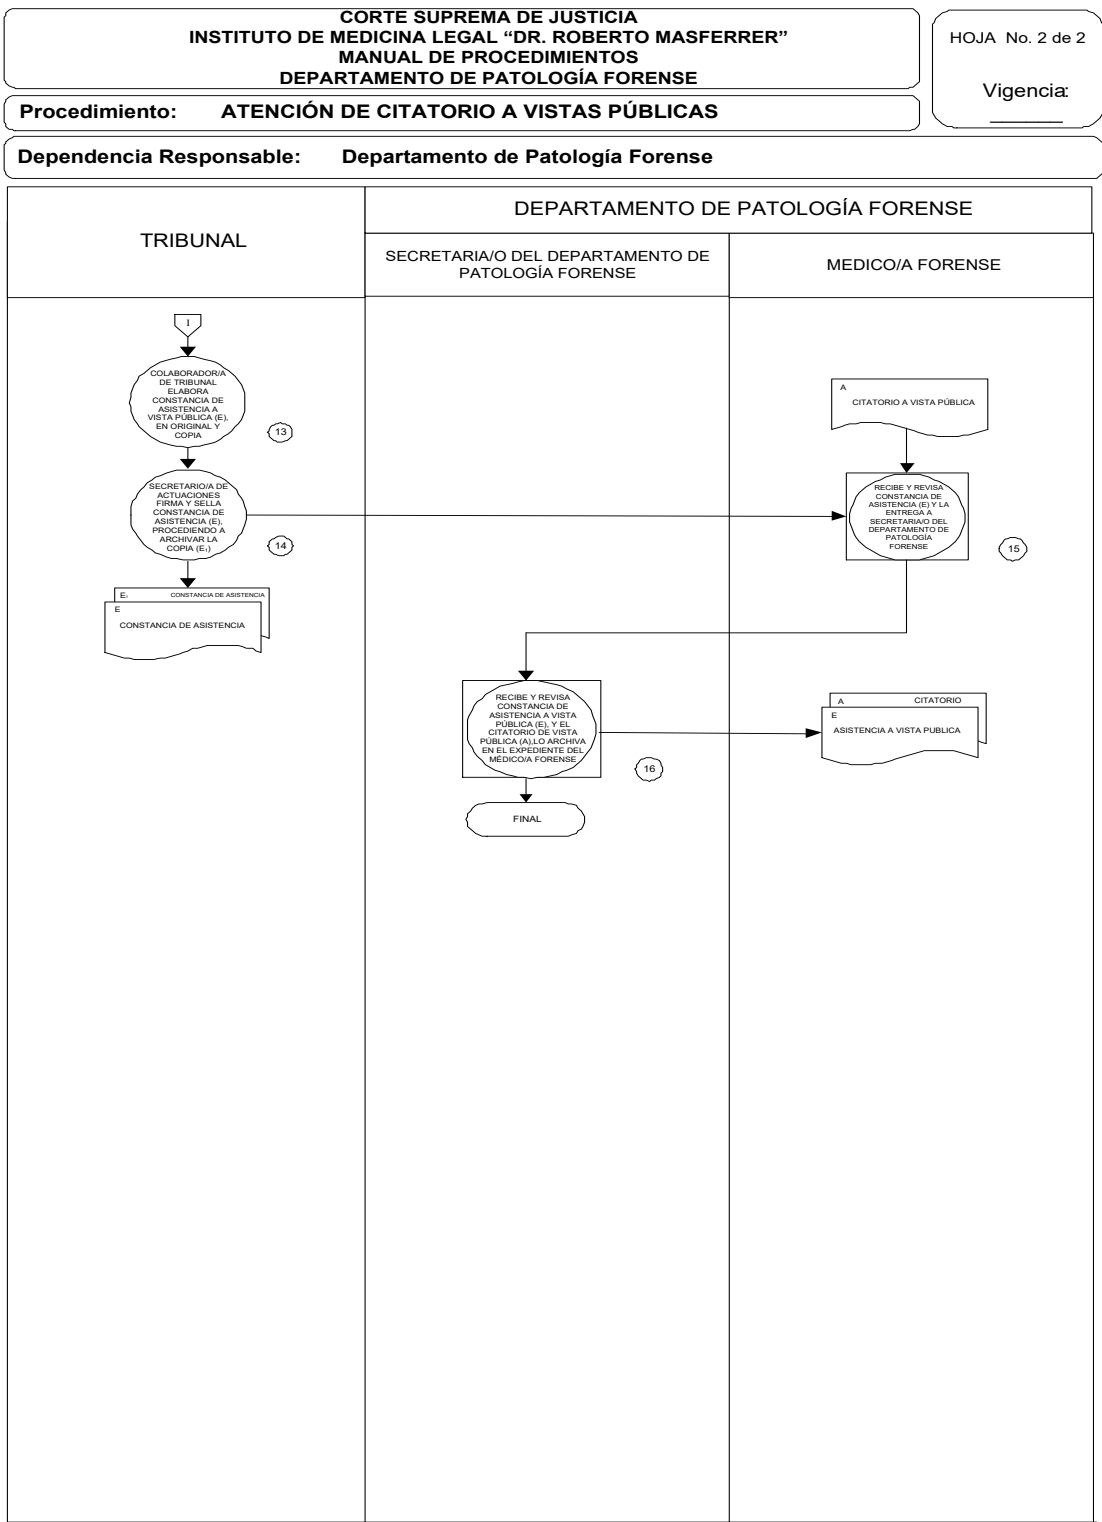 CORTE SUPREMA DE JUSTICIA
INSTITUTO DE MEDICINA LEGAL “DR. ROBERTO MASFERRER”
MANUAL DE PROCEDIMIENTOS
DEPARTAMENTO DE PATOLOGÍA FORENSE
HOJA No. 2 de 2
Vigencia:
Procedimiento: ATENCIÓN DE CITATORIO A VISTAS PÚBLICAS
Dependencia Responsable: Departamento de Patología Forense
TRIBUNAL
DEPARTAMENTO DE PATOLOGÍA FORENSE
SECRETARIA/O DEL DEPARTAMENTO DE
PATOLOGÍA FORENSE
MEDICO/A FORENSE
1
COLABORADOR/A
DE TRIBUNAL
ELABORA
CONSTANCIA DE
ASISTENCIA A
VISTA PÚBLICA (E),
EN ORIGINAL Y
COPIA
13
A
CITATORIO A VISTA PÚBLICA
SECRETARIO/A DE
ACTUACIONES
FIRMA Y SELLA
CONSTANCIA DE
ASISTENCIA (E),
PROCEDIENDO A
ARCHIVAR LA
COPIA (E₁)
14
RECIBE Y REVISA
CONSTANCIA DE
ASISTENCIA (E) Y LA
ENTREGA A
SECRETARIA/O DEL
DEPARTAMENTO DE
PATOLOGÍA
FORENSE
15
E₁ CONSTANCIA DE ASISTENCIA
E
CONSTANCIA DE ASISTENCIA
RECIBE Y REVISA
CONSTANCIA DE
ASISTENCIA A VISTA
PÚBLICA (E), Y EL
CITATORIO DE VISTA
PÚBLICA (A),LO ARCHIVA
EN EL EXPEDIENTE DEL
MÉDICO/A FORENSE
16
A CITATORIO
E
ASISTENCIA A VISTA PUBLICA
FINAL